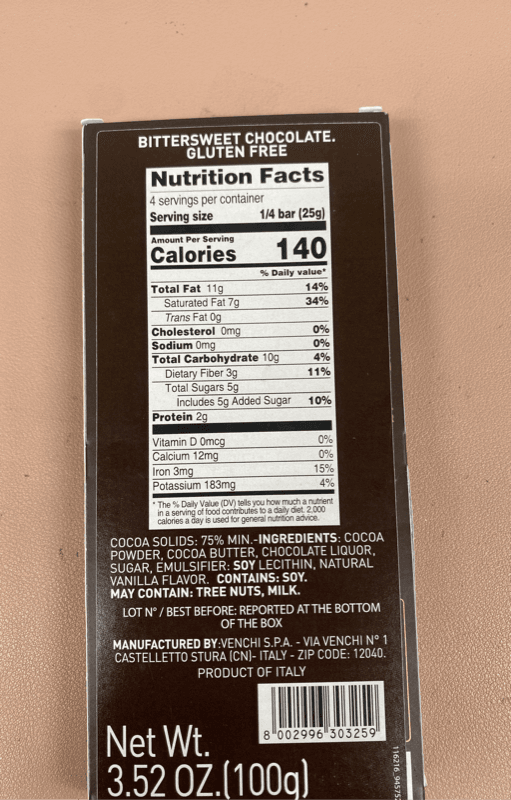 BITTERSWEET CHOCOLATE.
GLUTEN FREE
Nutrition Facts
4 servings per container
Serving size 1/4 bar (25g)
Amount Per Serving
Calories 140
% Daily value*
Total Fat 11g 14%
Saturated Fat 7g 34%
Trans Fat 0g
Cholesterol 0mg 0%
Sodium 0mg 0%
Total Carbohydrate 10g 4%
Dietary Fiber 3g 11%
Total Sugars 5g
Includes 5g Added Sugar 10%
Protein 2g
Vitamin D 0mcg 0%
Calcium 12mg 0%
Iron 3mg 15%
Potassium 183mg 4%
* The % Daily Value (DV) tells you how much a nutrient
in a serving of food contributes to a daily diet. 2,000
calories a day is used for general nutrition advice.
COCOA SOLIDS: 75% MIN.-INGREDIENTS: COCOA
POWDER, COCOA BUTTER, CHOCOLATE LIQUOR,
SUGAR, EMULSIFIER: SOY LECITHIN, NATURAL
VANILLA FLAVOR. CONTAINS: SOY.
MAY CONTAIN: TREE NUTS, MILK.
LOT N° / BEST BEFORE: REPORTED AT THE BOTTOM
OF THE BOX
MANUFACTURED BY:VENCHI S.P.A. - VIA VENCHI N° 1
CASTELLETTO STURA (CN)- ITALY - ZIP CODE: 12040.
PRODUCT OF ITALY
8 002996 303259
Net Wt.
3.52 OZ.(100g)